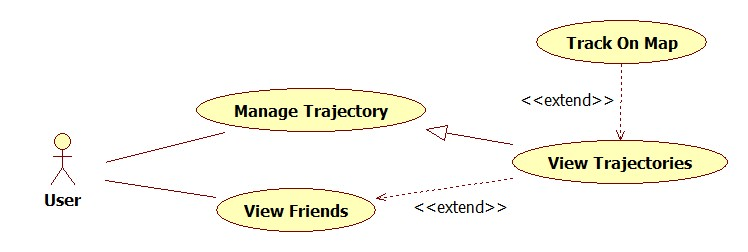 Track On Map
<<extend>>
Manage Trajectory
View Trajectories
User
View Friends
<<extend>>